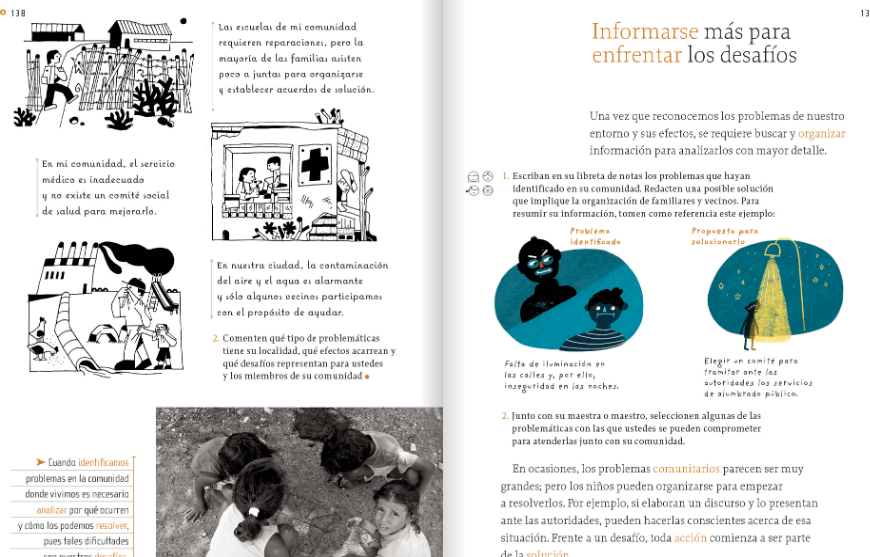 138
Las escuelas de mi comunidad
requieren reparaciones, pero la
mayoría de las familias asisten
poco a juntas para organizarse
y establecer acuerdos de solución.
En mi comunidad, el servicio
médico es inadecuado
y no existe un comité social
de salud para mejorarlo.
En nuestra ciudad, la contaminación
del aire y el agua es alarmante
y sólo algunos vecinos participamos
con el propósito de ayudar.
2. Comenten qué tipo de problemáticas
tiene su localidad, qué efectos acarrean y
qué desafíos representan para ustedes
y los miembros de su comunidad
Cuando identificamos
problemas en la comunidad
donde vivimos es necesario
analizar por qué ocurren
y cómo los podemos resolver,
pues tales dificultades
son nuestros desafíos
13
Informarse más para
enfrentar los desafíos
Una vez que reconocemos los problemas de nuestro
entorno y sus efectos, se requiere buscar y organizar
información para analizarlos con mayor detalle.
1. Escriban en su libreta de notas los problemas que hayan
identificado en su comunidad. Redacten una posible solución
que implique la organización de familiares y vecinos. Para
resumir su información, tomen como referencia este ejemplo:
Problema
identificado
Propuesta para
solucionarlo
Falta de iluminación en
las calles y, por ello,
inseguridad en las noches.
Elegir un comité para
tramitar ante las
autoridades los servicios
de alumbrado público.
2. Junto con su maestra o maestro, seleccionen algunas de las
problemáticas con las que ustedes se pueden comprometer
para atenderlas junto con su comunidad.
En ocasiones, los problemas comunitarios parecen ser muy
grandes; pero los niños pueden organizarse para empezar
a resolverlos. Por ejemplo, si elaboran un discurso y lo presentan
ante las autoridades, pueden hacerlas conscientes acerca de esa
situación. Frente a un desafío, toda acción comienza a ser parte
de la solución